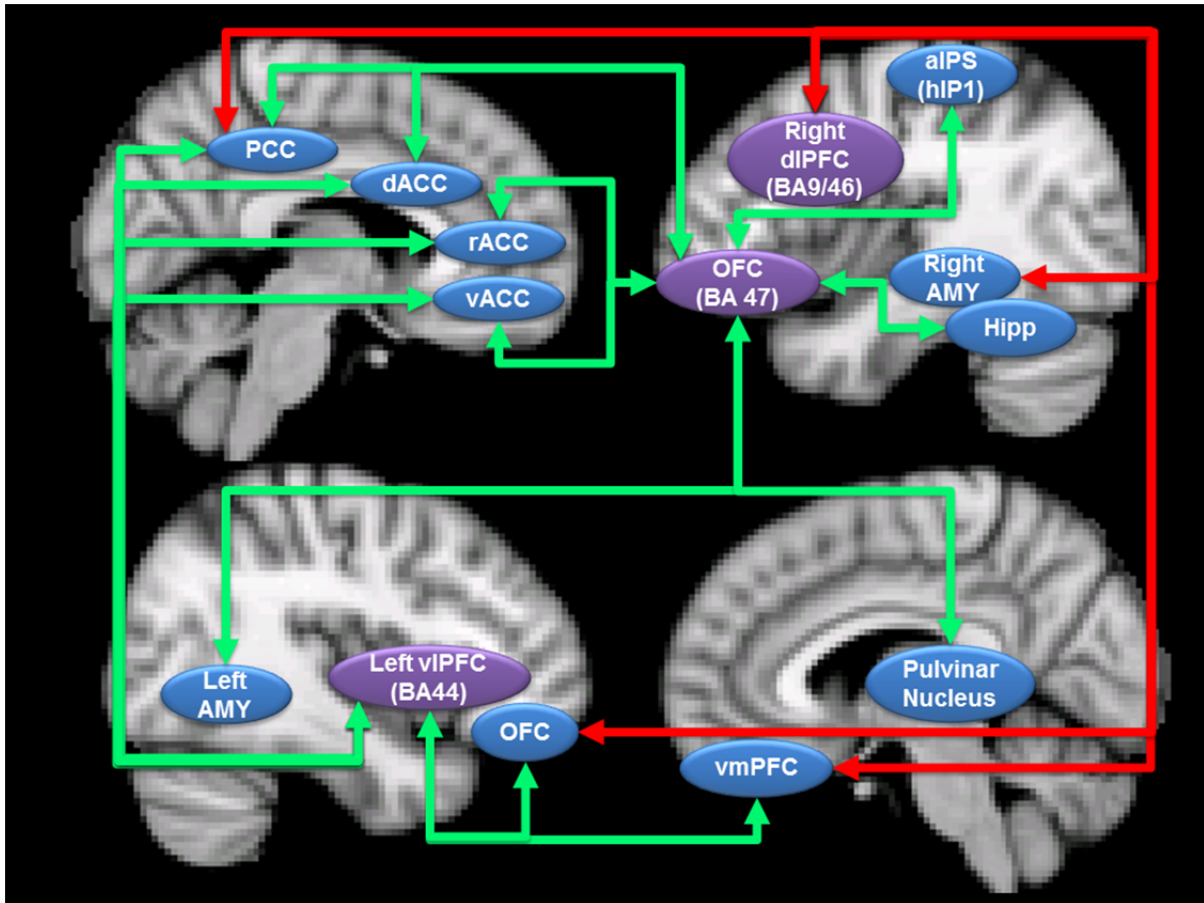 PCC
dACC
rACC
vACC
aIPS
(hIP1)
Right
dlPFC
(BA9/46)
OFC
(BA 47)
Right
AMY
Hipp
Left
AMY
Left vlPFC
(BA44)
OFC
Pulvinar
Nucleus
vmPFC